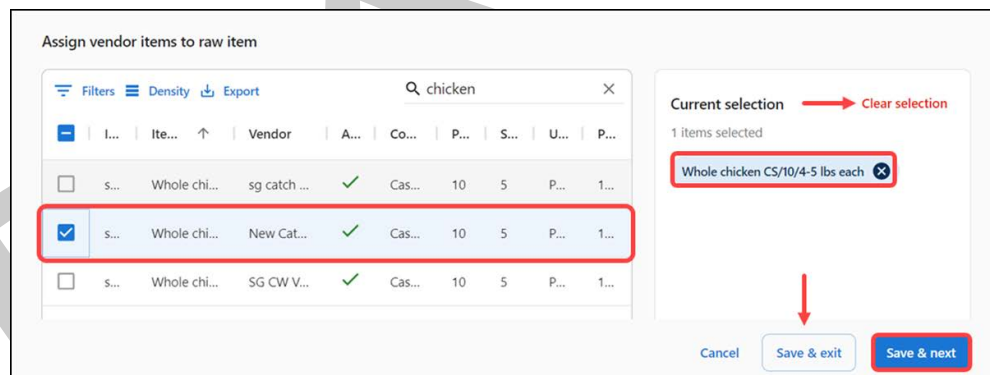 Assign vendor items to raw item
Filters Density Export chicken
I... Ite... Vendor A... Co... P... S... U... P...
s... Whole chi... sg catch ... Cas... 10 5 P... 1...
s... Whole chi... New Cat... Cas... 10 5 P... 1...
s... Whole chi... SG CW V... Cas... 10 5 P... 1...
Current selection Clear selection
1 items selected
Whole chicken CS/10/4-5 lbs each
Cancel Save & exit Save & next